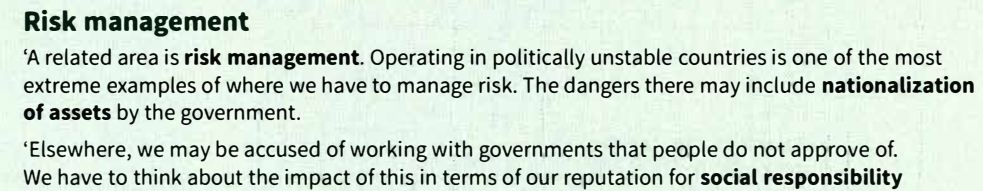 Risk management
‘A related area is risk management. Operating in politically unstable countries is one of the most
extreme examples of where we have to manage risk. The dangers there may include nationalization
of assets by the government.
‘Elsewhere, we may be accused of working with governments that people do not approve of.
We have to think about the impact of this in terms of our reputation for social responsibility